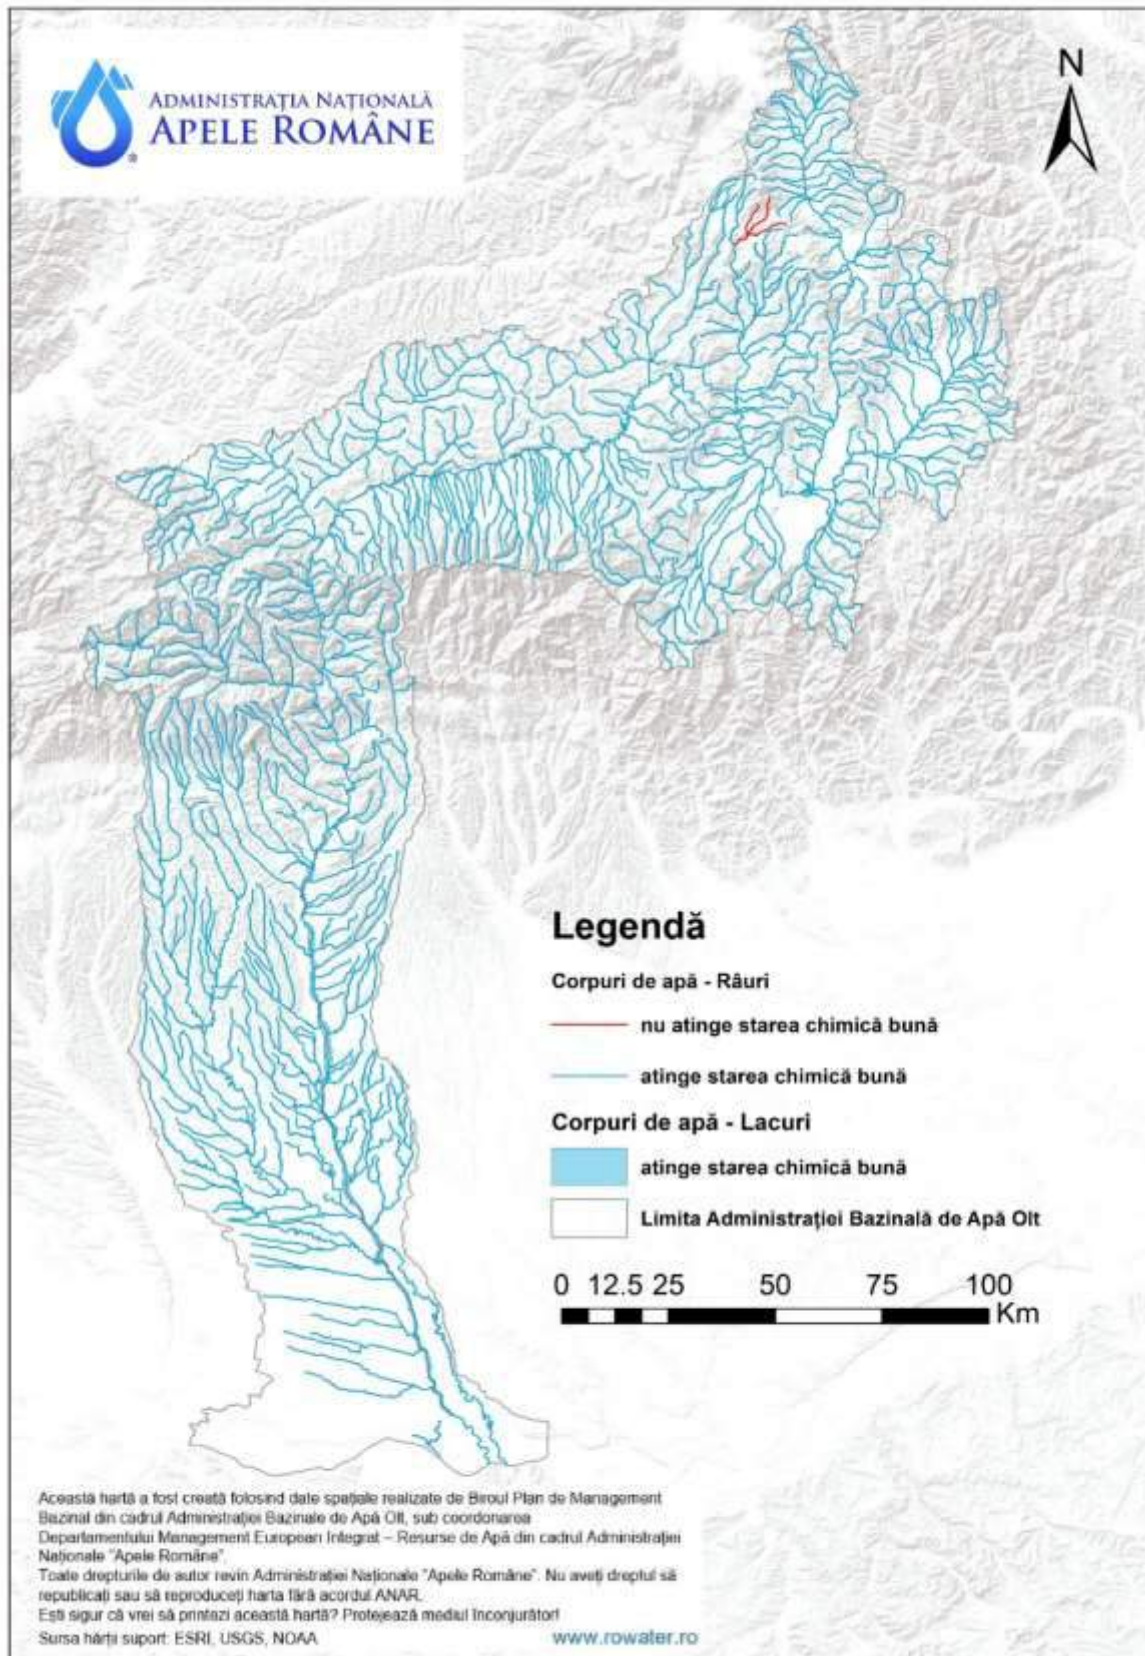 ADMINISTRAȚIA NAȚIONALĂ
APELE ROMÂNE
®
N
Legendă
Corpuri de apă - Râuri
nu atinge starea chimică bună
atinge starea chimică bună
Corpuri de apă - Lacuri
atinge starea chimică bună
Limita Administrației Bazinală de Apă Olt
0 12.5 25 50 75 100
Km
Această hartă a fost creată folosind date spațiale realizate de Biroul Plan de Management
Bazinal din cadrul Administrației Bazinale de Apă Olt, sub coordonarea
Departamentului Management European Integrat – Resurse de Apă din cadrul Administrației
Naționale "Apele Române".
Toate drepturile de autor revin Administrației Naționale "Apele Române". Nu aveți dreptul să
republicați sau să reproduceți harta fără acordul ANAR.
Ești sigur că vrei să printezi această hartă? Protejează mediul înconjurător!
Sursa hărții suport: ESRI, USGS, NOAA
www.rowater.ro